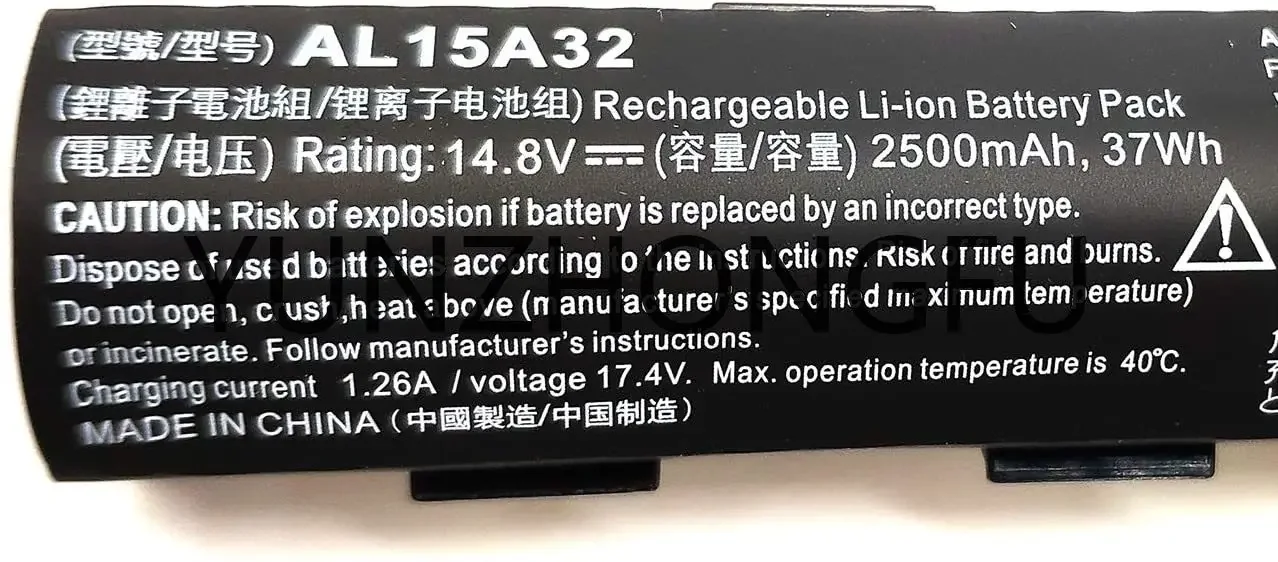 (型號/型号) AL15A32
(鋰離子電池組/锂离子电池组) Rechargeable Li-ion Battery Pack
(電壓/电压) Rating: 14.8V (容量/容量) 2500mAh, 37Wh
CAUTION: Risk of explosion if battery is replaced by an incorrect type.
Dispose of used batteries according to the instructions. Risk of fire and burns.
Do not open, crush, heat above (manufacturer's specified maximum temperature)
or incinerate. Follow manufacturer's instructions.
Charging current 1.26A / voltage 17.4V. Max. operation temperature is 40℃.
MADE IN CHINA (中國製造/中国制造)
YUNZHONGFU